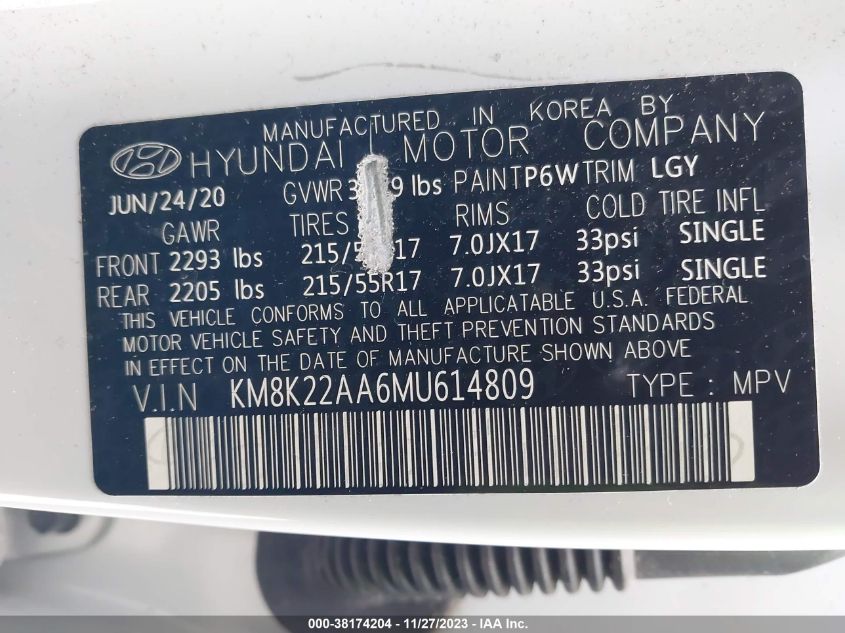 MANUFACTURED IN KOREA BY
HYUNDAI MOTOR COMPANY
JUN/24/20 GVWR lbs PAINT P6W TRIM LGY
GAWR TIRES RIMS COLD TIRE INFL
FRONT 2293 lbs 7.0JX17 33psi SINGLE
REAR 2205 lbs 215/55R17 7.0JX17 33psi SINGLE
THIS VEHICLE CONFORMS TO ALL APPLICATABLE U.S.A. FEDERAL
MOTOR VEHICLE SAFETY AND THEFT PREVENTION STANDARDS
IN EFFECT ON THE DATE OF MANUFACTURE SHOWN ABOVE
V.I.N KM8K22AA6MU614809 TYPE : MPV
000-38174204 - 11/27/2023 - © IAA Inc.